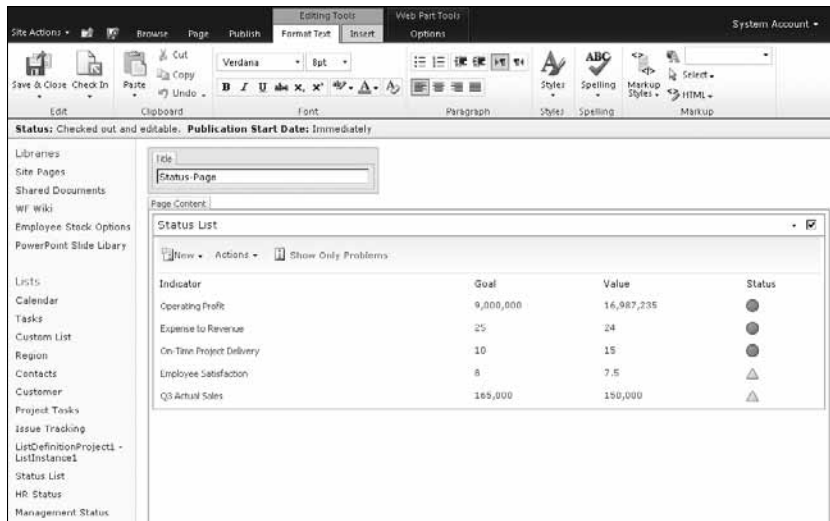 Editing Tools Web Part Tools
Site Actions Browse Page Publish Format Text Insert Options System Account
Save & Close Check In Paste Cut Copy Undo
Verdana 8pt
B I U abc x, x' A
Styles ABC Spelling Markup Styles Select HTML
Edit Clipboard Font Paragraph Styles Spelling Markup
Status: Checked out and editable. Publication Start Date: Immediately
Libraries
Site Pages
Shared Documents
WF Wiki
Employee Stock Options
PowerPoint Slide Libary
Lists
Calendar
Tasks
Custom List
Region
Contacts
Customer
Project Tasks
Issue Tracking
ListDefinitionProject1 -
ListInstance1
Status List
HR Status
Management Status
Title
Status-Page
Page Content
Status List
New Actions Show Only Problems
Indicator Goal Value Status
Operating Profit 9,000,000 16,987,235
Expense to Revenue 25 24
On-Time Project Delivery 10 15
Employee Satisfaction 8 7.5
Q3 Actual Sales 165,000 150,000